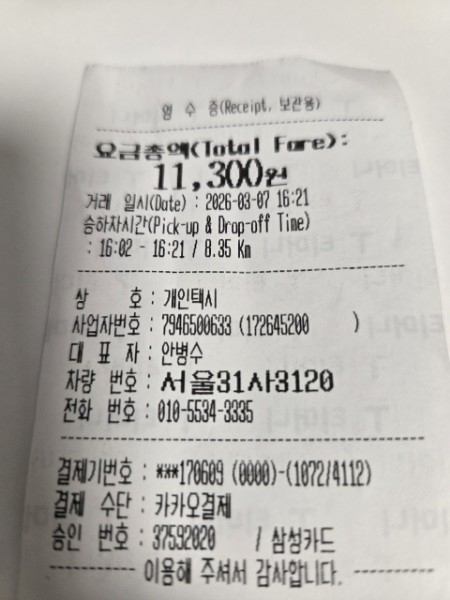 영 수 증(Receipt, 보관용)
요금총액(Total Fare):
11,300원
거래 일시(Date) : 2026-03-07 16:21
승하차시간(Pick-up & Drop-off Time)
: 16:02 - 16:21 / 8.35 Km
상 호 : 개인택시
사업자번호 : 7946500633 (172645200 )
대 표 자 : 안병수
차량 번호 : 서울31사3120
전화 번호 : 010-5534-3335
결제기번호 : ***170609 (0000)-(1072/4112)
결제 수단 : 카카오결제
승인 번호 : 37532020 / 삼성카드
이용해 주셔서 감사합니다.